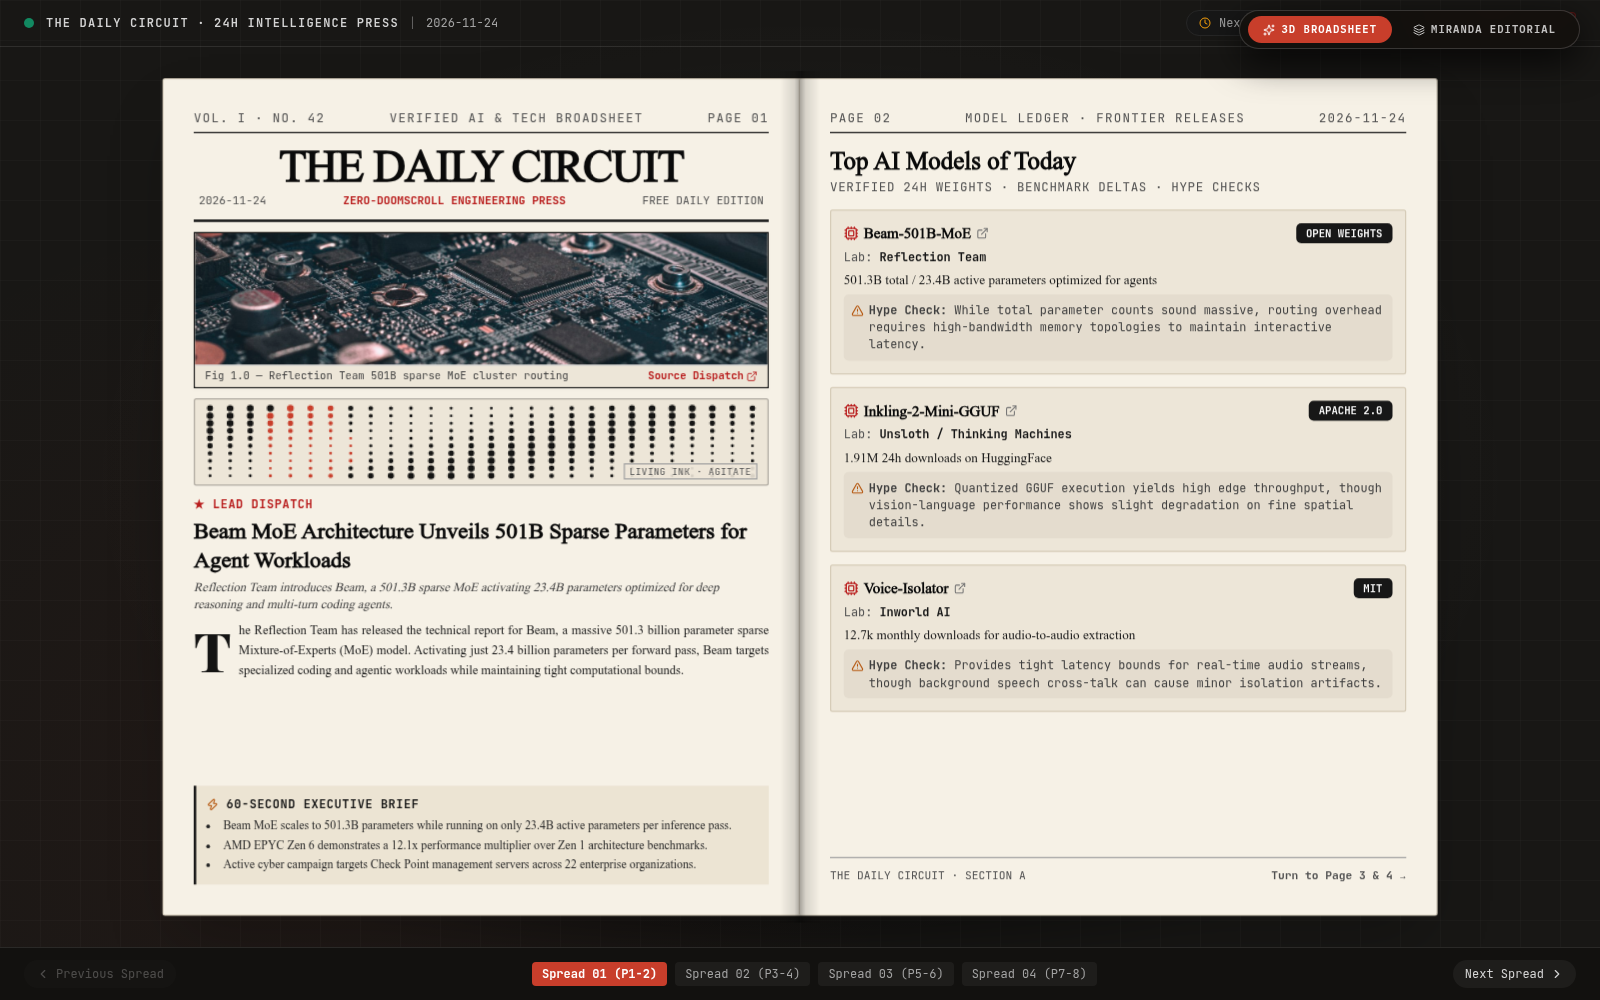 THE DAILY CIRCUIT · 24H INTELLIGENCE PRESS | 2026-11-24
3D BROADSHEET
MIRANDA EDITORIAL
VOL. I · NO. 42
VERIFIED AI & TECH BROADSHEET
PAGE 01
THE DAILY CIRCUIT
2026-11-24
ZERO-DOOMSCROLL ENGINEERING PRESS
FREE DAILY EDITION
Fig 1.0 — Reflection Team 501B sparse MoE cluster routing
Source Dispatch
LIVING INK · AGITATE
★ LEAD DISPATCH
Beam MoE Architecture Unveils 501B Sparse Parameters for
Agent Workloads
Reflection Team introduces Beam, a 501.3B sparse MoE activating 23.4B parameters optimized for deep
reasoning and multi-turn coding agents.
The Reflection Team has released the technical report for Beam, a massive 501.3 billion parameter sparse
Mixture-of-Experts (MoE) model. Activating just 23.4 billion parameters per forward pass, Beam targets
specialized coding and agentic workloads while maintaining tight computational bounds.
60-SECOND EXECUTIVE BRIEF
• Beam MoE scales to 501.3B parameters while running on only 23.4B active parameters per inference pass.
• AMD EPYC Zen 6 demonstrates a 12.1x performance multiplier over Zen 1 architecture benchmarks.
• Active cyber campaign targets Check Point management servers across 22 enterprise organizations.
PAGE 02
MODEL LEDGER · FRONTIER RELEASES
2026-11-24
Top AI Models of Today
VERIFIED 24H WEIGHTS · BENCHMARK DELTAS · HYPE CHECKS
Beam-501B-MoE
OPEN WEIGHTS
Lab: Reflection Team
501.3B total / 23.4B active parameters optimized for agents
Hype Check: While total parameter counts sound massive, routing overhead
requires high-bandwidth memory topologies to maintain interactive
latency.
Inkling-2-Mini-GGUF
APACHE 2.0
Lab: Unsloth / Thinking Machines
1.91M 24h downloads on HuggingFace
Hype Check: Quantized GGUF execution yields high edge throughput, though
vision-language performance shows slight degradation on fine spatial
details.
Voice-Isolator
MIT
Lab: Inworld AI
12.7k monthly downloads for audio-to-audio extraction
Hype Check: Provides tight latency bounds for real-time audio streams,
though background speech cross-talk can cause minor isolation artifacts.
THE DAILY CIRCUIT · SECTION A
Turn to Page 3 & 4 →
Previous Spread
Spread 01 (P1-2)
Spread 02 (P3-4)
Spread 03 (P5-6)
Spread 04 (P7-8)
Next Spread